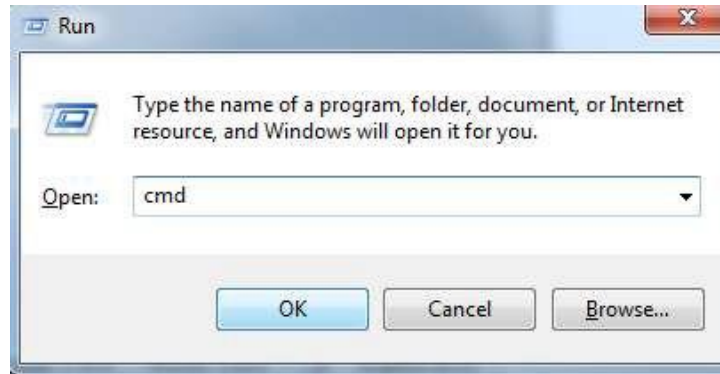 Run
Type the name of a program, folder, document, or Internet
resource, and Windows will open it for you.
Open: cmd
OK Cancel Browse...